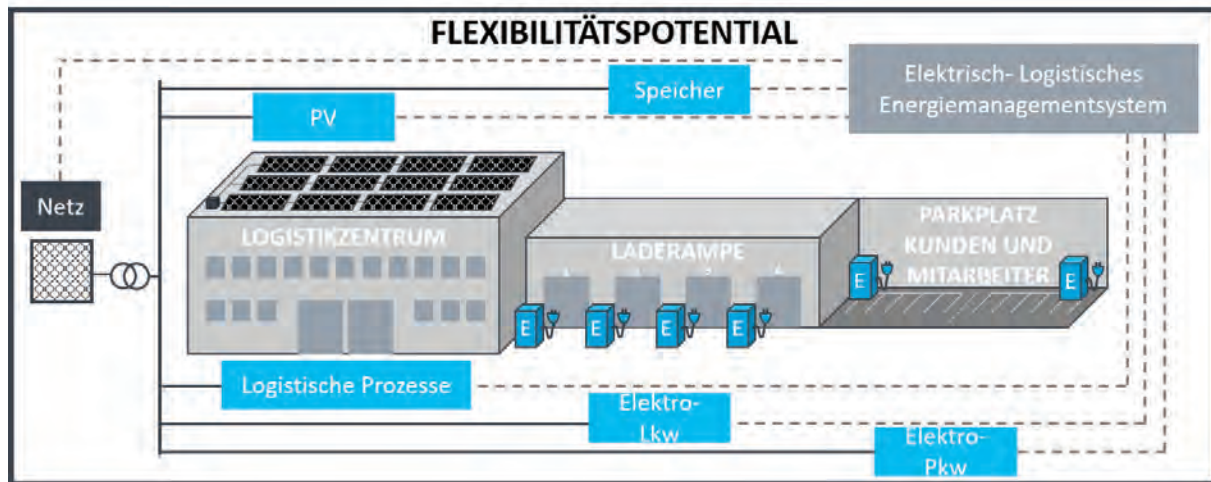 FLEXIBILITÄTSPOTENTIAL
Speicher
Elektrisch- Logistisches
Energiemanagementsystem
PV
Netz
LOGISTIKZENTRUM
LADERAMPE
PARKPLATZ
KUNDEN UND
MITARBEITER
E
E
E
E
E
E
Logistische Prozesse
Elektro-
Lkw
Elektro-
Pkw